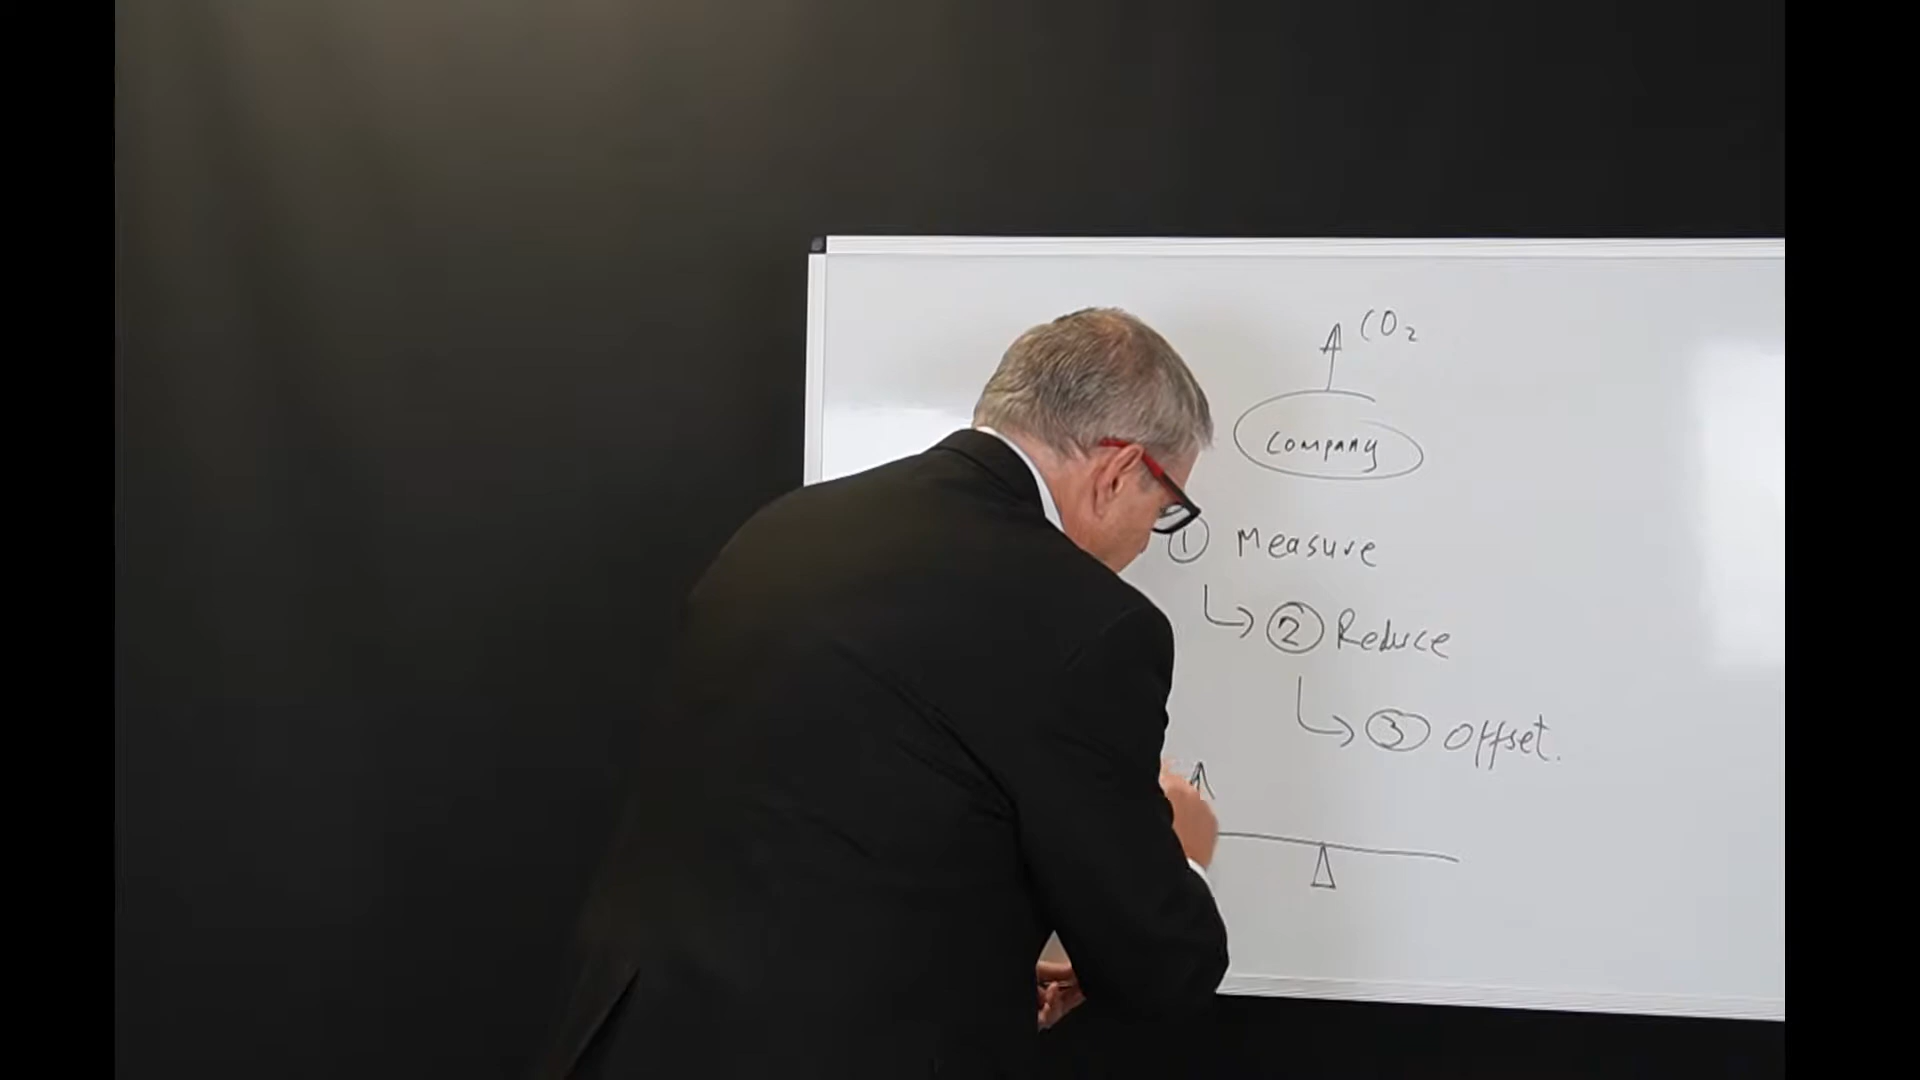 CO₂
Company
1 Measure
2 Reduce
3 Offset.